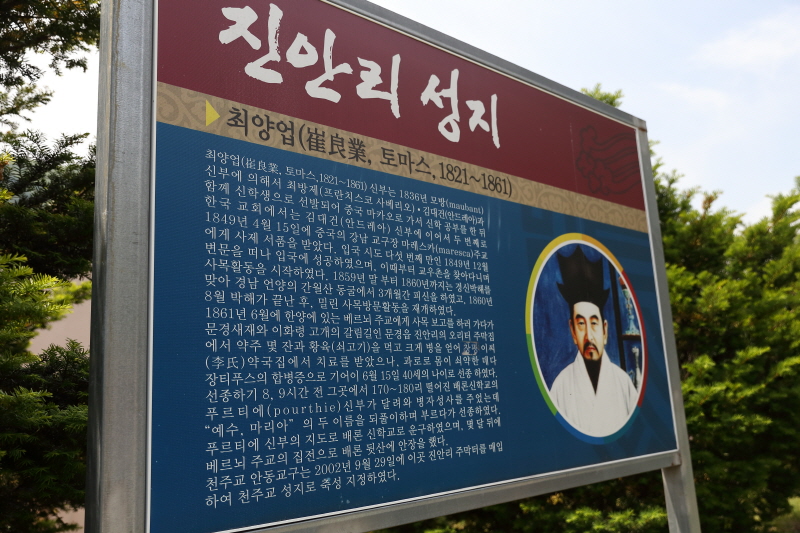 진안리 성지
최양업(崔良業, 토마스, 1821~1861)
최양업(崔良業, 토마스,1821~1861) 신부는 1836년 모방(maubant)
신부에 의해서 최방제(프란치스코 사베리오)·김대건(안드레아)과
함께 신학생으로 선발되어 중국 마카오로 가서 신학 공부를 한 뒤
한국 교회에서는 김대건(안드레아) 신부에 이어서 두 번째로
1849년 4월 15일에 중국의 강남 교구장 마레스카(maresca)주교
에게 사제 서품을 받았다. 입국 시도 다섯 번째 만인 1849년 12월
변문을 떠나 입국에 성공하였으며, 이때부터 교우촌을 찾아다니며
사목활동을 시작하였다. 1859년 말 부터 1860년까지는 경신박해를
맞아 경남 언양의 간월산 동굴에서 3개월간 피신을 하였고, 1860년
8월 박해가 끝난 후, 밀린 사목방문활동을 재개하였다.
1861년 6월에 한양에 있는 베르뇌 주교에게 사목 보고를 하러 가다가
문경새재와 이화령 고개의 갈림길인 문경읍 진안리의 오리터 주막집
에서 약주 몇 잔과 황육(쇠고기)을 먹고 크게 병을 얻어 이씨
(李氏)약국집에서 치료를 받았으나, 과로로 몸이 쇠약한 데다
장티푸스의 합병증으로 기어이 6월 15일 40세의 나이로 선종 하였다.
선종하기 8, 9시간 전 그곳에서 170~180리 떨어진 배론신학교의
푸르티에(pourthie)신부가 달려와 병자성사를 주었는데
“예수, 마리아” 의 두 이름을 되풀이하며 부르다가 선종하였다.
푸르티에 신부의 지도로 배론 신학교로 운구하였으며, 몇 달 뒤에
베르뇌 주교의 집전으로 배론 뒷산에 안장을 했다.
천주교 안동교구는 2002년 9월 29일에 이곳 진안리 주막터를 매입
하여 천주교 성지로 축성 지정하였다.